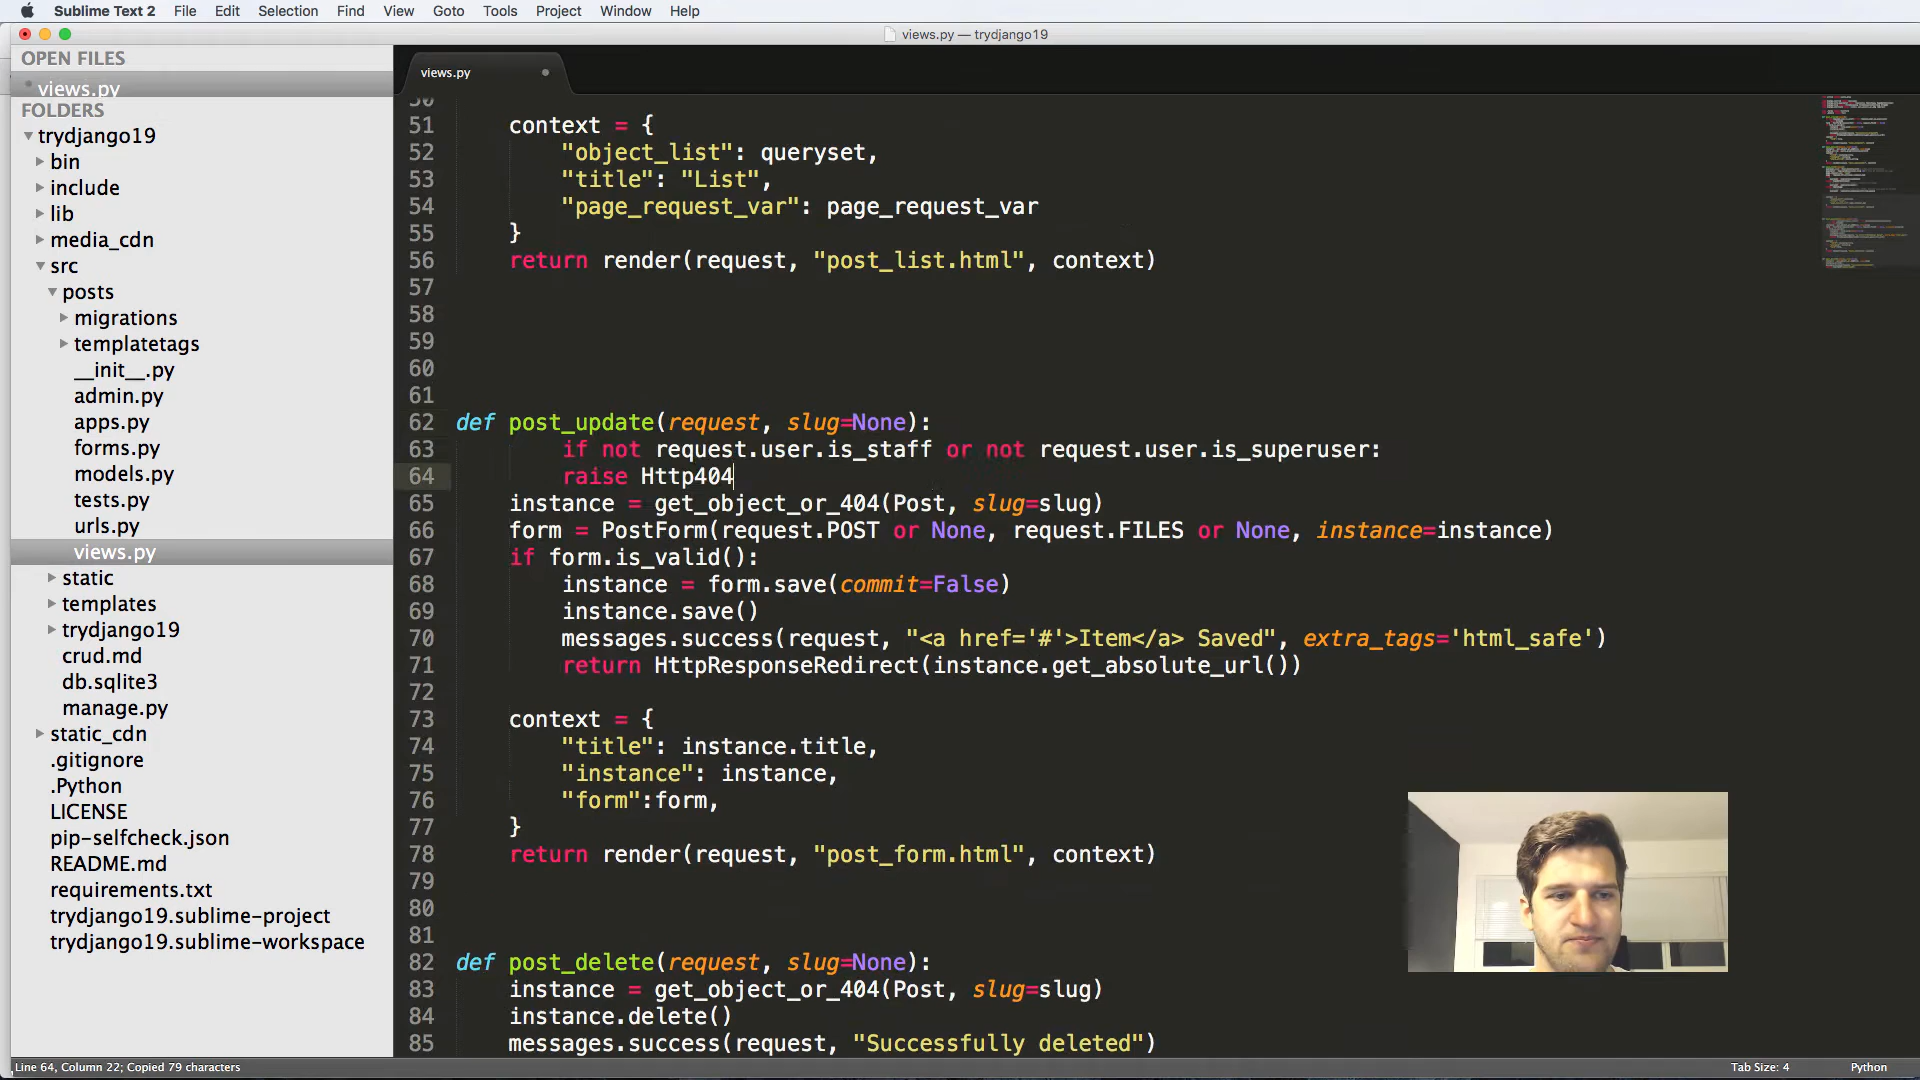 Sublime Text 2 File Edit Selection Find View Goto Tools Project Window Help
views.py — trydjango19
OPEN FILES
views.py
FOLDERS
trydjango19
bin
include
lib
media_cdn
src
posts
migrations
templatetags
__init__.py
admin.py
apps.py
forms.py
models.py
tests.py
urls.py
views.py
static
templates
trydjango19
crud.md
db.sqlite3
manage.py
static_cdn
.gitignore
.Python
LICENSE
pip-selfcheck.json
README.md
requirements.txt
trydjango19.sublime-project
trydjango19.sublime-workspace
views.py
50
51 context = {
52 "object_list": queryset,
53 "title": "List",
54 "page_request_var": page_request_var
55 }
56 return render(request, "post_list.html", context)
57
58
59
60
61
62 def post_update(request, slug=None):
63 if not request.user.is_staff or not request.user.is_superuser:
64 raise Http404
65 instance = get_object_or_404(Post, slug=slug)
66 form = PostForm(request.POST or None, request.FILES or None, instance=instance)
67 if form.is_valid():
68 instance = form.save(commit=False)
69 instance.save()
70 messages.success(request, "<a href='#'>Item</a> Saved", extra_tags='html_safe')
71 return HttpResponseRedirect(instance.get_absolute_url())
72
73 context = {
74 "title": instance.title,
75 "instance": instance,
76 "form":form,
77 }
78 return render(request, "post_form.html", context)
79
80
81
82 def post_delete(request, slug=None):
83 instance = get_object_or_404(Post, slug=slug)
84 instance.delete()
85 messages.success(request, "Successfully deleted")
Line 64, Column 22; Copied 79 characters
Tab Size: 4 Python